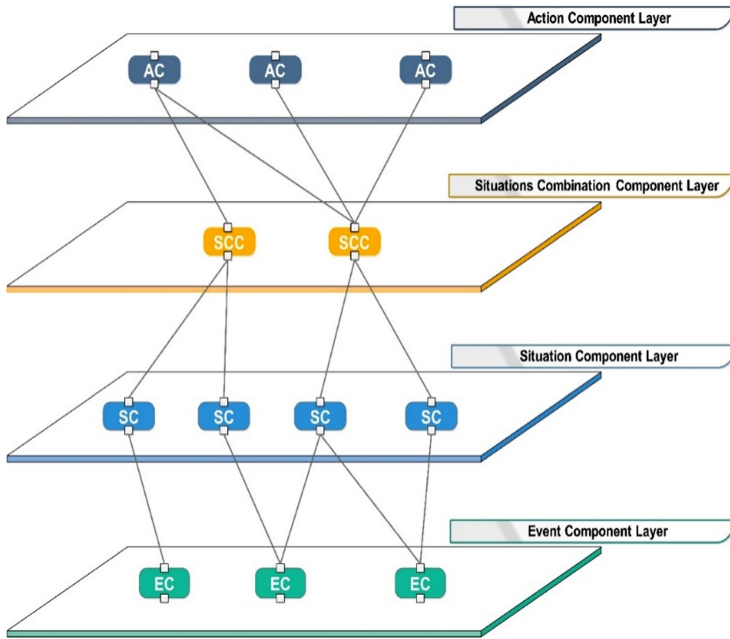 Action Component Layer
AC AC AC
Situations Combination Component Layer
SCC SCC
Situation Component Layer
SC SC SC SC
Event Component Layer
EC EC EC